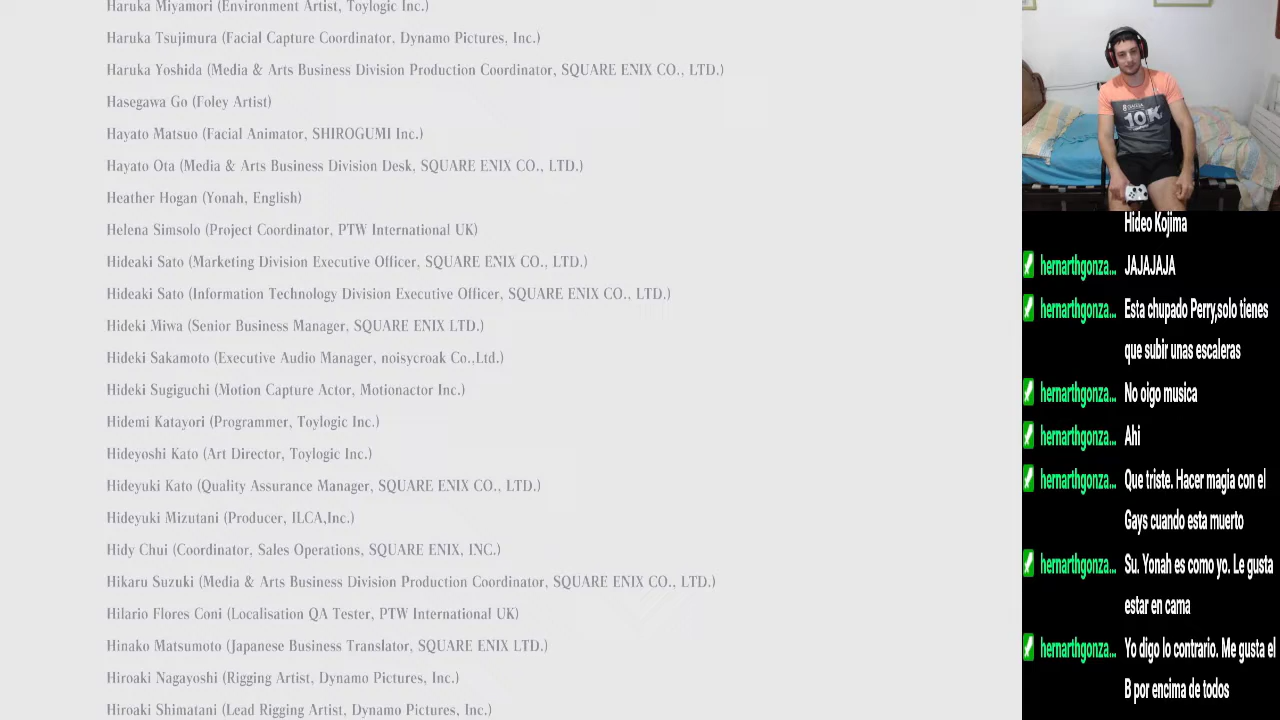 Haruka Miyamori (Environment Artist, Toylogic Inc.)
Haruka Tsujimura (Facial Capture Coordinator, Dynamo Pictures, Inc.)
Haruka Yoshida (Media & Arts Business Division Production Coordinator, SQUARE ENIX CO., LTD.)
Hasegawa Go (Foley Artist)
Hayato Matsuo (Facial Animator, SHIROGUMI Inc.)
Hayato Ota (Media & Arts Business Division Desk, SQUARE ENIX CO., LTD.)
Heather Hogan (Yonah, English)
Helena Simsolo (Project Coordinator, PTW International UK)
Hideaki Sato (Marketing Division Executive Officer, SQUARE ENIX CO., LTD.)
Hideaki Sato (Information Technology Division Executive Officer, SQUARE ENIX CO., LTD.)
Hideki Miwa (Senior Business Manager, SQUARE ENIX LTD.)
Hideki Sakamoto (Executive Audio Manager, noisycroak Co.,Ltd.)
Hideki Sugiguchi (Motion Capture Actor, Motionactor Inc.)
Hidemi Katayori (Programmer, Toylogic Inc.)
Hideyoshi Kato (Art Director, Toylogic Inc.)
Hideyuki Kato (Quality Assurance Manager, SQUARE ENIX CO., LTD.)
Hideyuki Mizutani (Producer, ILCA,Inc.)
Hidy Chui (Coordinator, Sales Operations, SQUARE ENIX, INC.)
Hikaru Suzuki (Media & Arts Business Division Production Coordinator, SQUARE ENIX CO., LTD.)
Hilario Flores Coni (Localisation QA Tester, PTW International UK)
Hinako Matsumoto (Japanese Business Translator, SQUARE ENIX LTD.)
Hiroaki Nagayoshi (Rigging Artist, Dynamo Pictures, Inc.)
Hiroaki Shimatani (Lead Rigging Artist, Dynamo Pictures, Inc.)
10K
Hideo Kojima
hernarthgonza... JAJAJAJA
hernarthgonza... Esta chupado Perry,solo tienes
que subir unas escaleras
hernarthgonza... No oigo musica
hernarthgonza... Ahi
hernarthgonza... Que triste. Hacer magia con el
Gays cuando esta muerto
hernarthgonza... Su. Yonah es como yo. Le gusta
estar en cama
hernarthgonza... Yo digo lo contrario. Me gusta el
B por encima de todos